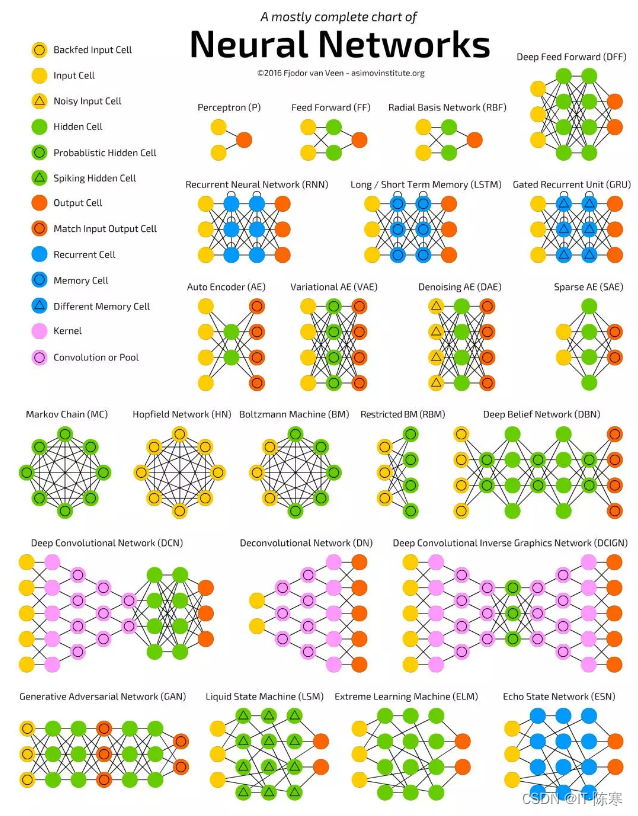 A mostly complete chart of
Neural Networks
©2016 Fjodor van Veen - asimovinstitute.org
Backfed Input Cell
Input Cell
Noisy Input Cell
Hidden Cell
Probablistic Hidden Cell
Spiking Hidden Cell
Output Cell
Match Input Output Cell
Recurrent Cell
Memory Cell
Different Memory Cell
Kernel
Convolution or Pool
Deep Feed Forward (DFF)
Perceptron (P)
Feed Forward (FF)
Radial Basis Network (RBF)
Recurrent Neural Network (RNN)
Long / Short Term Memory (LSTM)
Gated Recurrent Unit (GRU)
Auto Encoder (AE)
Variational AE (VAE)
Denoising AE (DAE)
Sparse AE (SAE)
Markov Chain (MC)
Hopfield Network (HN)
Boltzmann Machine (BM)
Restricted BM (RBM)
Deep Belief Network (DBN)
Deep Convolutional Network (DCN)
Deconvolutional Network (DN)
Deep Convolutional Inverse Graphics Network (DCIGN)
Generative Adversarial Network (GAN)
Liquid State Machine (LSM)
Extreme Learning Machine (ELM)
Echo State Network (ESN)
CSDN @IT·陈寒